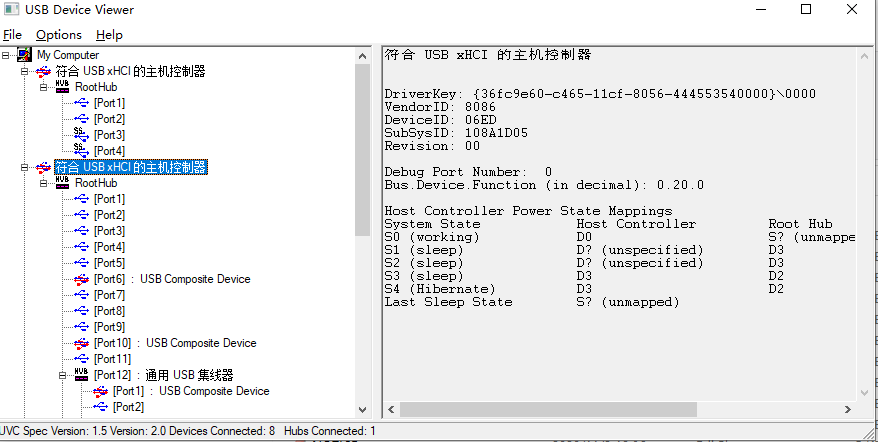 USB Device Viewer
File Options Help
My Computer
符合 USB xHCI 的主机控制器
RootHub
[Port1]
[Port2]
[Port3]
[Port4]
符合 USB xHCI 的主机控制器
RootHub
[Port1]
[Port2]
[Port3]
[Port4]
[Port5]
[Port6] : USB Composite Device
[Port7]
[Port8]
[Port9]
[Port10] : USB Composite Device
[Port11]
[Port12] : 通用 USB 集线器
[Port1] : USB Composite Device
[Port2]
符合 USB xHCI 的主机控制器
DriverKey: {36fc9e60-c465-11cf-8056-444553540000}\0000
VendorID: 8086
DeviceID: 06ED
SubSysID: 108A1D05
Revision: 00
Debug Port Number: 0
Bus.Device.Function (in decimal): 0.20.0
Host Controller Power State Mappings
System State Host Controller Root Hub
S0 (working) D0 S? (unmappe
S1 (sleep) D? (unspecified) D3
S2 (sleep) D? (unspecified) D3
S3 (sleep) D3 D2
S4 (Hibernate) D3 D2
Last Sleep State S? (unmapped)
UVC Spec Version: 1.5 Version: 2.0 Devices Connected: 8 Hubs Connected: 1